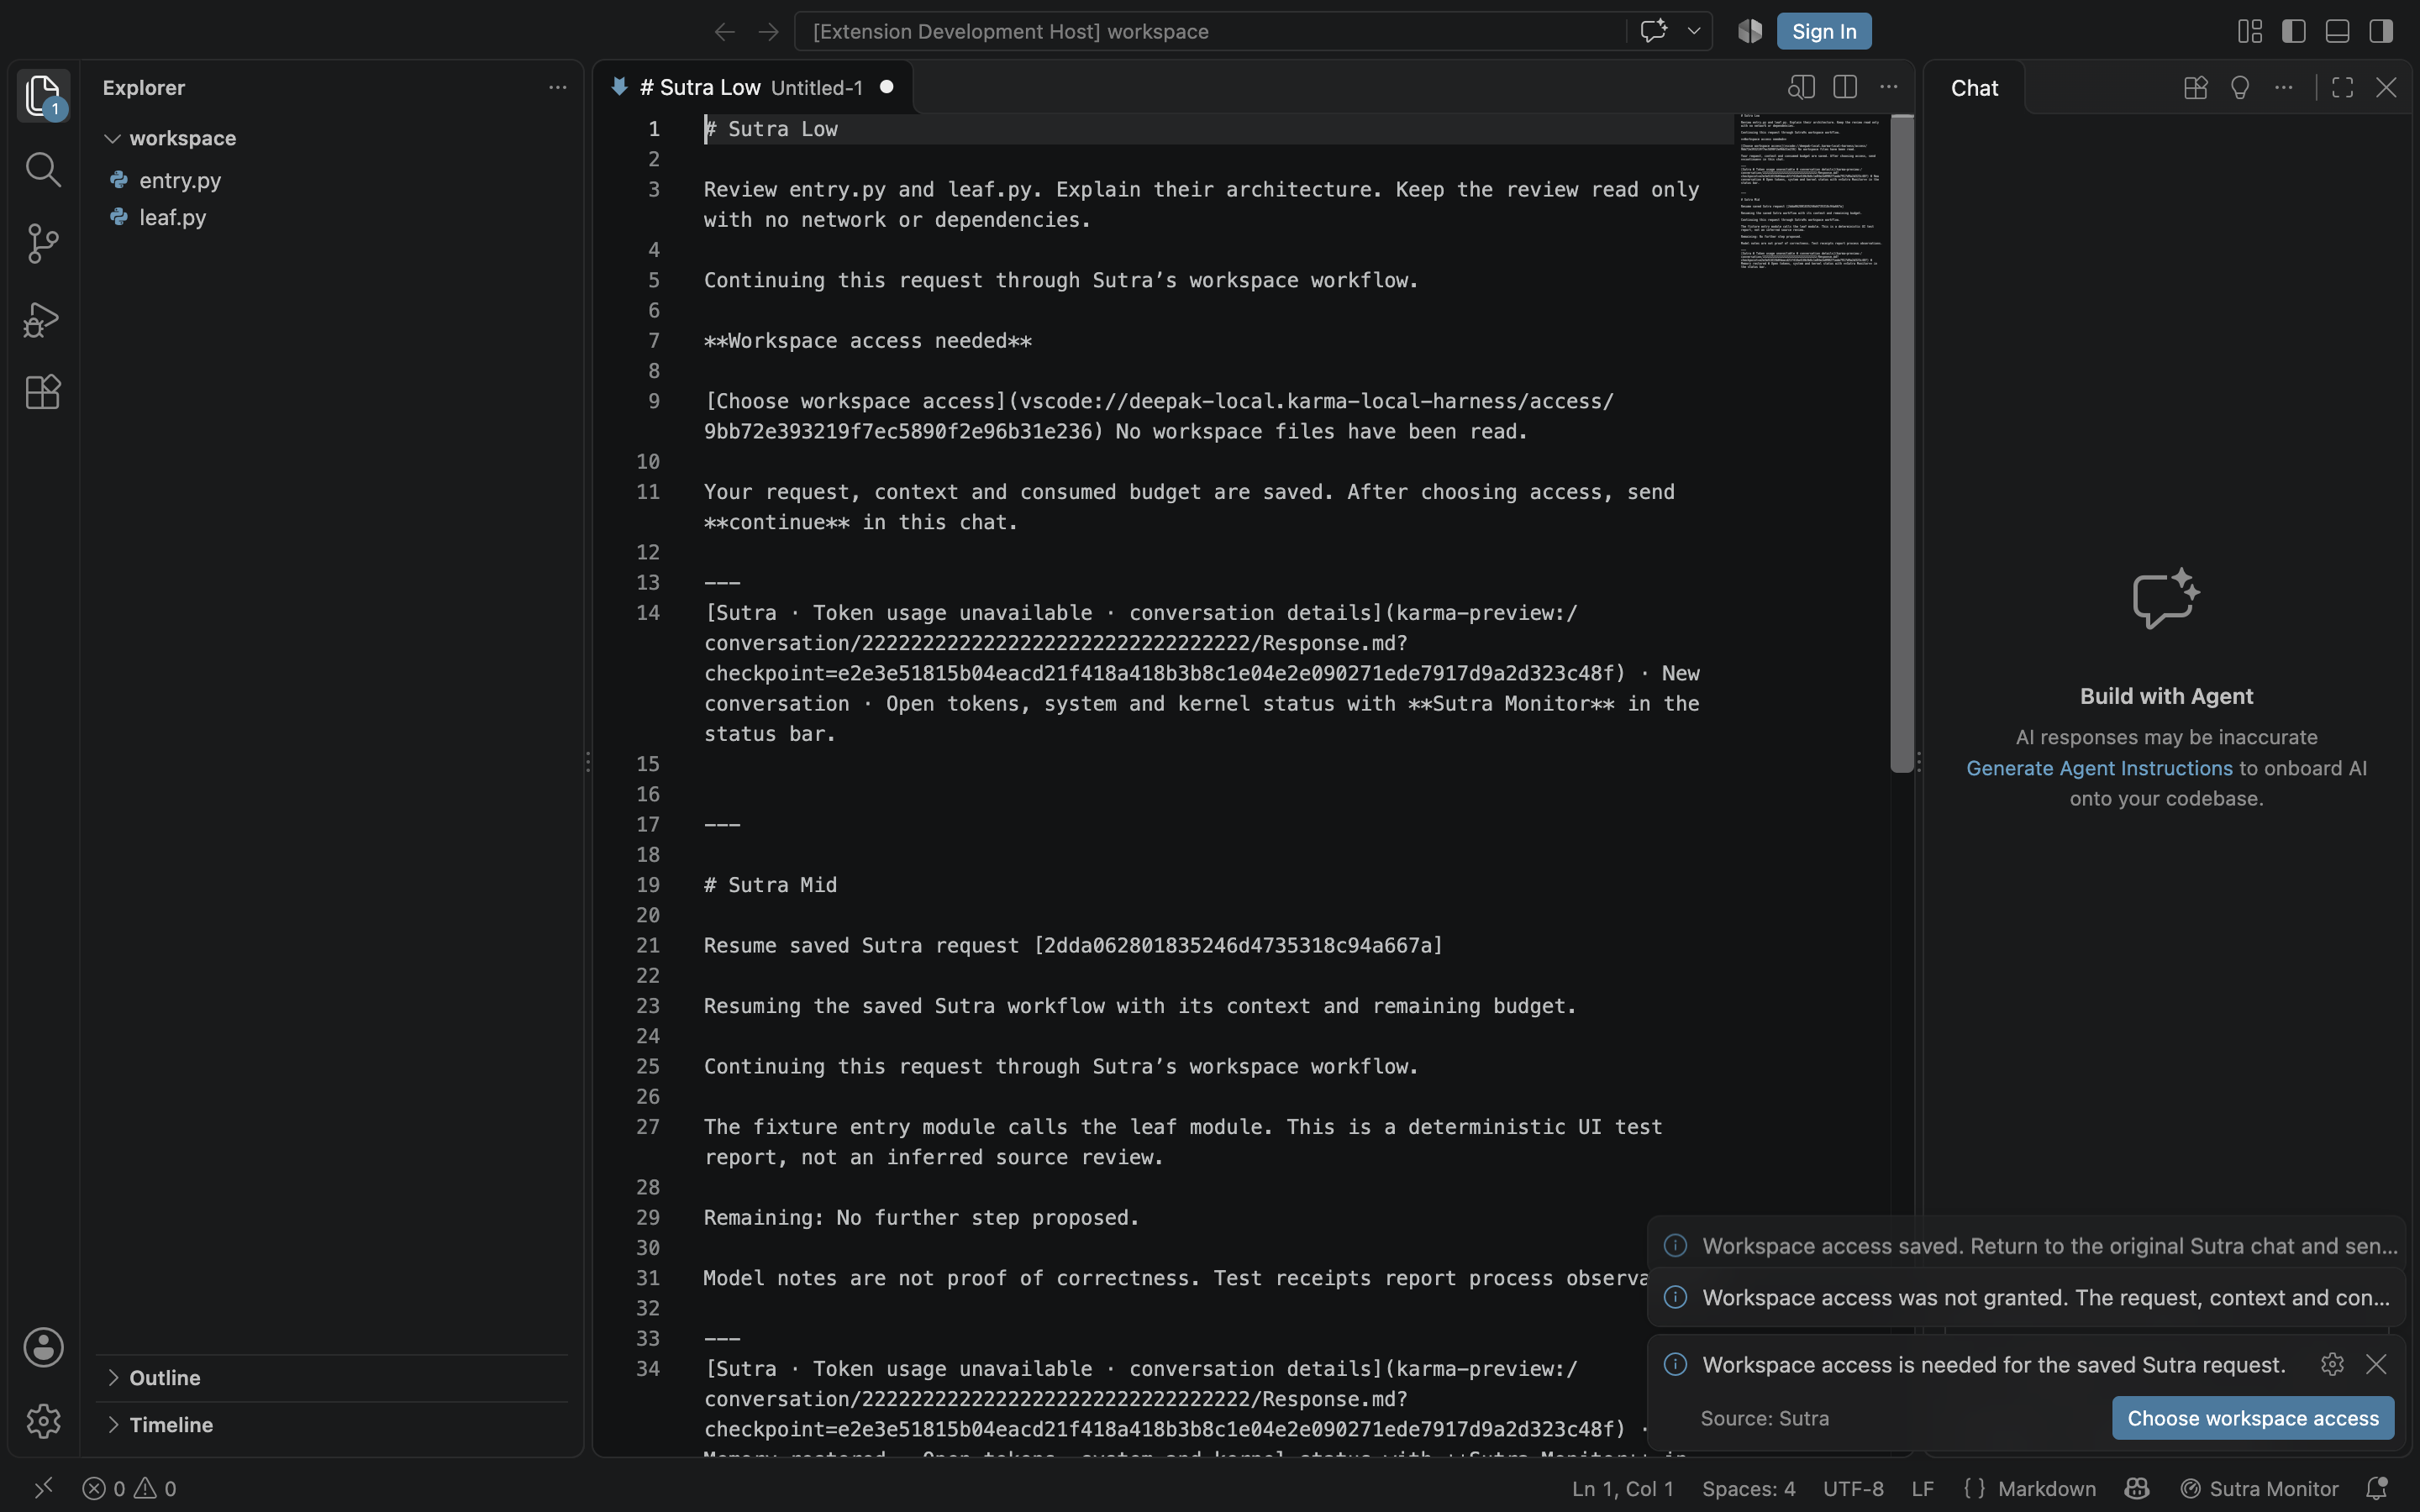 [Extension Development Host] workspace
Sign In
Explorer
1
workspace
entry.py
leaf.py
Outline
Timeline
# Sutra Low Untitled-1
1 # Sutra Low
2
3 Review entry.py and leaf.py. Explain their architecture. Keep the review read only
with no network or dependencies.
4
5 Continuing this request through Sutra’s workspace workflow.
6
7 **Workspace access needed**
8
9 [Choose workspace access](vscode://deepak-local.karma-local-harness/access/
9bb72e393219f7ec5890f2e96b31e236) No workspace files have been read.
10
11 Your request, context and consumed budget are saved. After choosing access, send
**continue** in this chat.
12
13 ---
14 [Sutra · Token usage unavailable · conversation details](karma-preview:/
conversation/22222222222222222222222222222222/Response.md?
checkpoint=e2e3e51815b04eacd21f418a418b3b8c1e04e2e090271ede7917d9a2d323c48f) · New
conversation · Open tokens, system and kernel status with **Sutra Monitor** in the
status bar.
15
16
17 ---
18
19 # Sutra Mid
20
21 Resume saved Sutra request [2dda062801835246d4735318c94a667a]
22
23 Resuming the saved Sutra workflow with its context and remaining budget.
24
25 Continuing this request through Sutra’s workspace workflow.
26
27 The fixture entry module calls the leaf module. This is a deterministic UI test
report, not an inferred source review.
28
29 Remaining: No further step proposed.
30
31 Model notes are not proof of correctness. Test receipts report process observa
32
33 ---
34 [Sutra · Token usage unavailable · conversation details](karma-preview:/
conversation/22222222222222222222222222222222/Response.md?
checkpoint=e2e3e51815b04eacd21f418a418b3b8c1e04e2e090271ede7917d9a2d323c48f) ·
Chat
Build with Agent
AI responses may be inaccurate
Generate Agent Instructions to onboard AI
onto your codebase.
Workspace access saved. Return to the original Sutra chat and sen...
Workspace access was not granted. The request, context and con...
Workspace access is needed for the saved Sutra request.
Source: Sutra
Choose workspace access
0 0
Ln 1, Col 1 Spaces: 4 UTF-8 LF {} Markdown Sutra Monitor